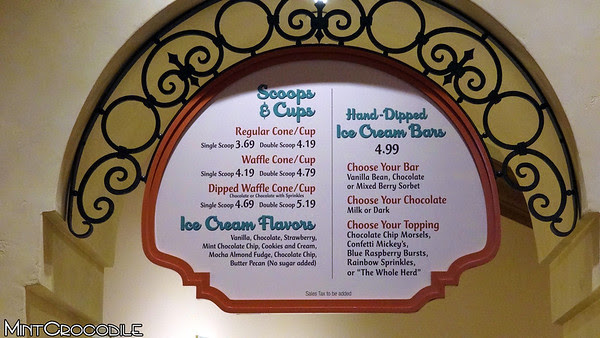 Scoops
& Cups
Regular Cone/Cup
Single Scoop 3.69 Double Scoop 4.19
Waffle Cone/Cup
Single Scoop 4.19 Double Scoop 4.79
Dipped Waffle Cone/Cup
Chocolate or Chocolate with Sprinkles
Single Scoop 4.69 Double Scoop 5.19
Ice Cream Flavors
Vanilla, Chocolate, Strawberry,
Mint Chocolate Chip, Cookies and Cream,
Mocha Almond Fudge, Chocolate Chip,
Butter Pecan (No sugar added)
Hand-Dipped
Ice Cream Bars
4.99
Choose Your Bar
Vanilla Bean, Chocolate
or Mixed Berry Sorbet
Choose Your Chocolate
Milk or Dark
Choose Your Topping
Chocolate Chip Morsels,
Confetti Mickey's,
Blue Raspberry Bursts,
Rainbow Sprinkles,
or "The Whole Herd"
Sales Tax to be added
MintCrocodile